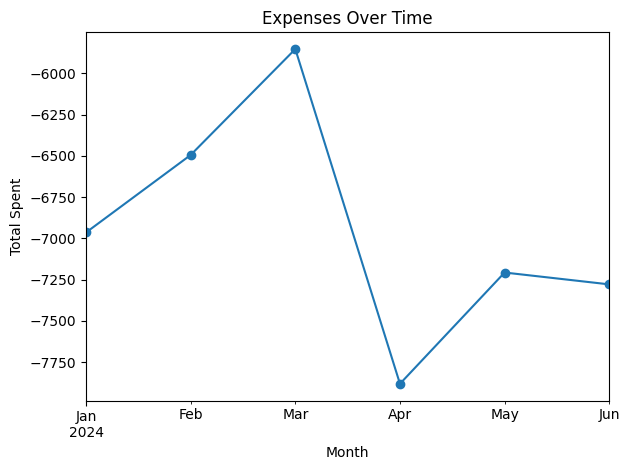 Expenses Over Time
Total Spent
−6000
−6250
−6500
−6750
−7000
−7250
−7500
−7750
Jan Feb Mar Apr May Jun
2024
Month